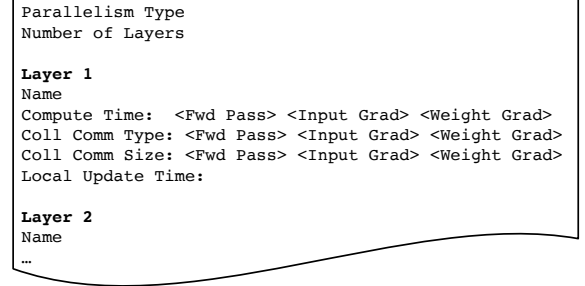 Parallelism Type
Number of Layers
Layer 1
Name
Compute Time: <Fwd Pass> <Input Grad> <Weight Grad>
Coll Comm Type: <Fwd Pass> <Input Grad> <Weight Grad>
Coll Comm Size: <Fwd Pass> <Input Grad> <Weight Grad>
Local Update Time:
Layer 2
Name
…